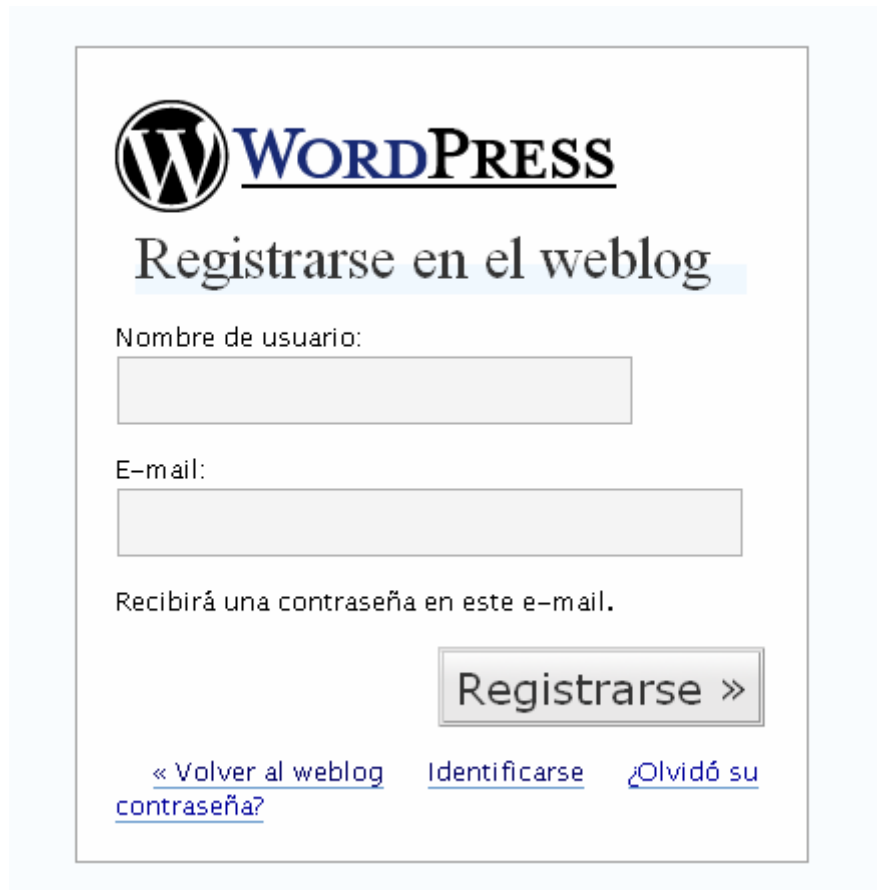 WORDPRESS
Registrarse en el weblog
Nombre de usuario:
E-mail:
Recibirá una contraseña en este e-mail.
Registrarse »
« Volver al weblog Identificarse ¿Olvidó su
contraseña?